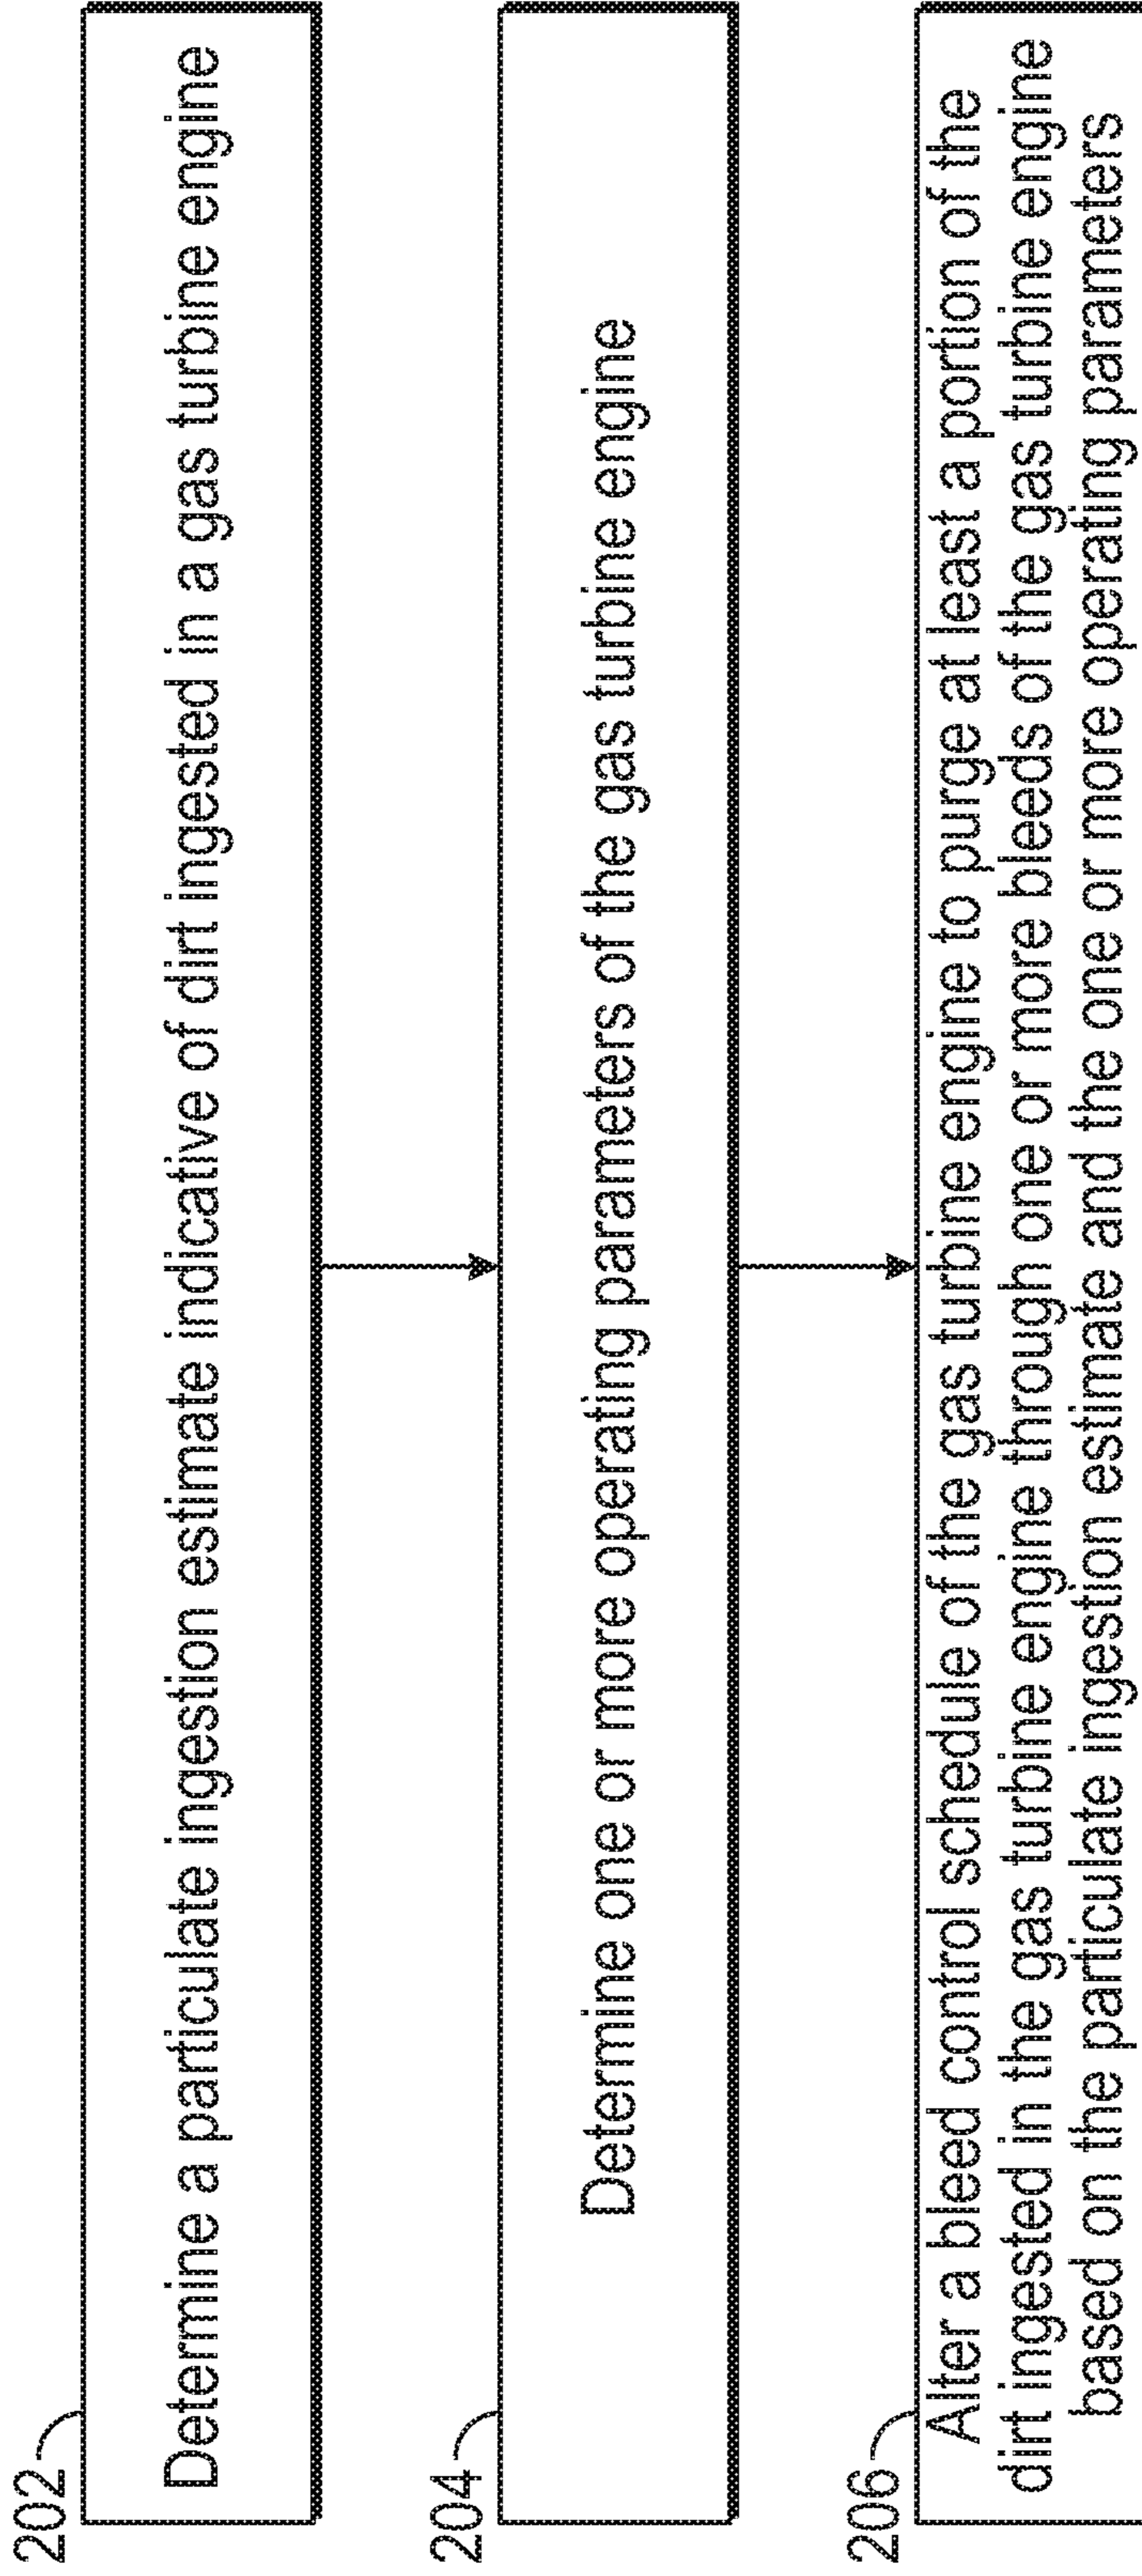 202
Determine a particulate ingestion estimate indicative of dirt ingested in a gas turbine engine
204
Determine one or more operating parameters of the gas turbine engine
206
Alter a bleed control schedule of the gas turbine engine to purge at least a portion of the
dirt ingested in the gas turbine engine through one or more bleeds of the gas turbine engine
based on the particulate ingestion estimate and the one or more operating parameters